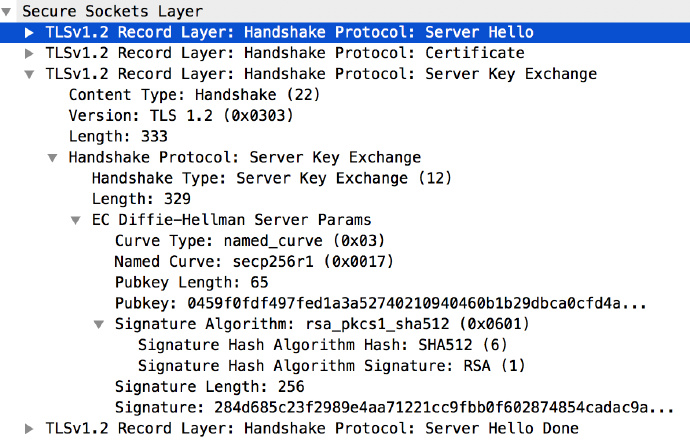 Secure Sockets Layer
TLSv1.2 Record Layer: Handshake Protocol: Server Hello
TLSv1.2 Record Layer: Handshake Protocol: Certificate
TLSv1.2 Record Layer: Handshake Protocol: Server Key Exchange
Content Type: Handshake (22)
Version: TLS 1.2 (0x0303)
Length: 333
Handshake Protocol: Server Key Exchange
Handshake Type: Server Key Exchange (12)
Length: 329
EC Diffie-Hellman Server Params
Curve Type: named_curve (0x03)
Named Curve: secp256r1 (0x0017)
Pubkey Length: 65
Pubkey: 0459f0fdf497fed1a3a52740210940460b1b29dbca0cfd4a...
Signature Algorithm: rsa_pkcs1_sha512 (0x0601)
Signature Hash Algorithm Hash: SHA512 (6)
Signature Hash Algorithm Signature: RSA (1)
Signature Length: 256
Signature: 284d685c23f2989e4aa71221cc9fbb0f602874854cadac9a...
TLSv1.2 Record Layer: Handshake Protocol: Server Hello Done